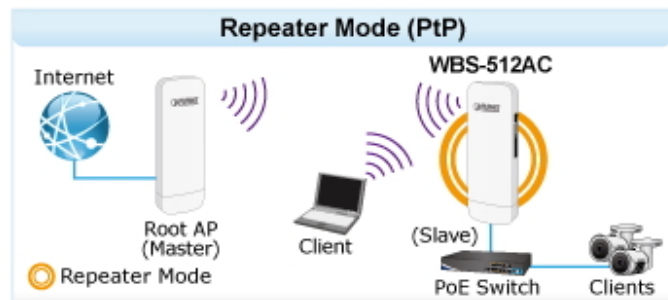 Repeater Mode (PtP)
Internet
WBS-512AC
Root AP
(Master)
Client
(Slave)
Repeater Mode
PoE Switch
Clients